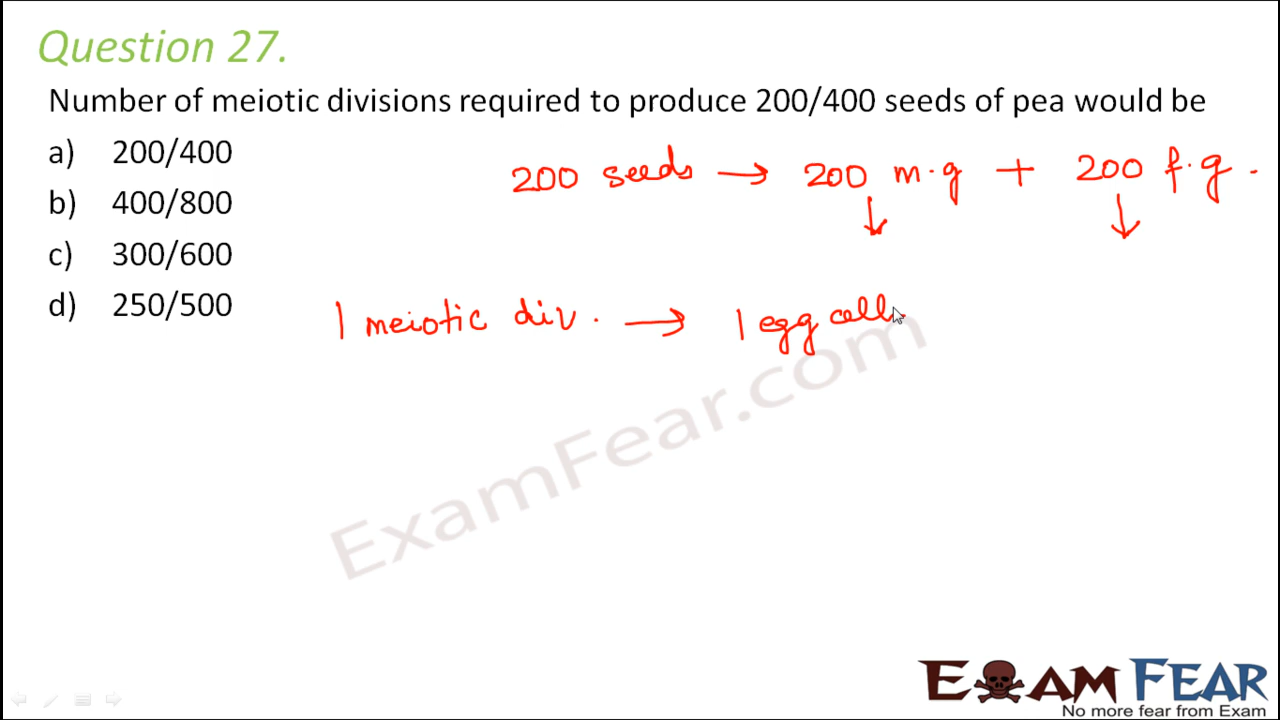 Question 27.
Number of meiotic divisions required to produce 200/400 seeds of pea would be
a) 200/400
200 seeds → 200 m.g + 200 f.g.
b) 400/800
c) 300/600
d) 250/500
1 meiotic div. → 1 egg cell.
ExamFear.com
EXAM FEAR
No more fear from Exam